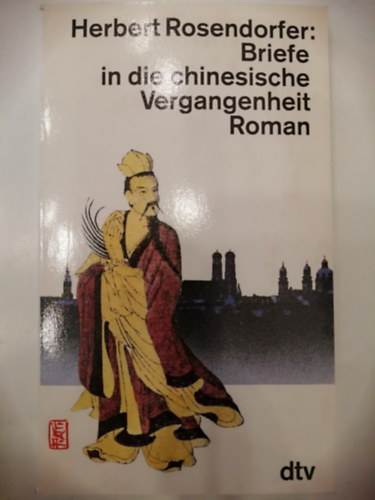 Herbert Rosendorfer:
Briefe
in die chinesische
Vergangenheit
Roman
dtv